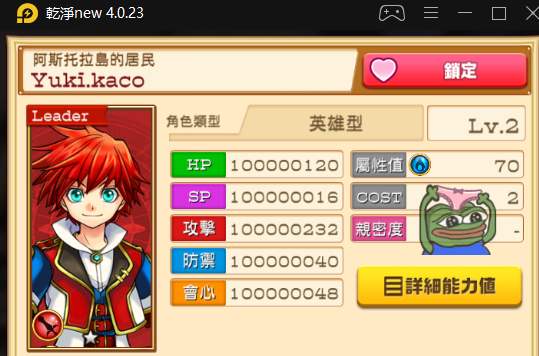 乾淨new 4.0.23
阿斯托拉島的居民
Yuki.kaco
鎖定
Leader
角色類型
英雄型
Lv.2
HP 100000120
屬性值 70
SP 100000016
COST 2
攻擊 100000232
親密度 -
防禦 100000040
會心 100000048
詳細能力値